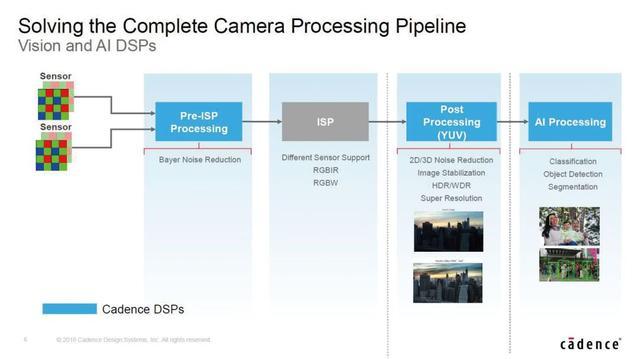 Solving the Complete Camera Processing Pipeline
Vision and AI DSPs
Sensor
Sensor
Pre-ISP
Processing
Bayer Noise Reduction
ISP
Different Sensor Support
RGBIR
RGBW
Post
Processing
(YUV)
2D/3D Noise Reduction
Image Stabilization
HDR/WDR
Super Resolution
AI Processing
Classification
Object Detection
Segmentation
Cadence DSPs
6 © 2018 Cadence Design Systems, Inc. All rights reserved.
cādence